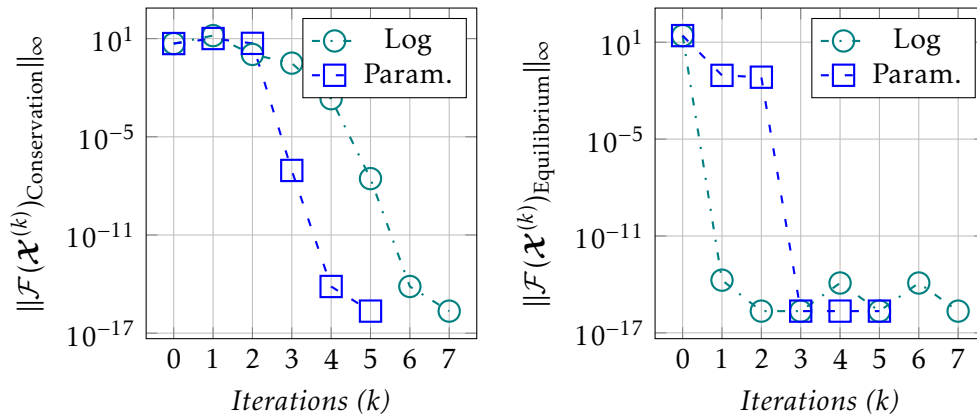 ‖𝓕(𝓧^(k))_Conservation‖_∞
10^1
10^−5
10^−11
10^−17
Log
Param.
0 1 2 3 4 5 6 7
Iterations (k)
‖𝓕(𝓧^(k))_Equilibrium‖_∞
10^1
10^−5
10^−11
10^−17
Log
Param.
0 1 2 3 4 5 6 7
Iterations (k)